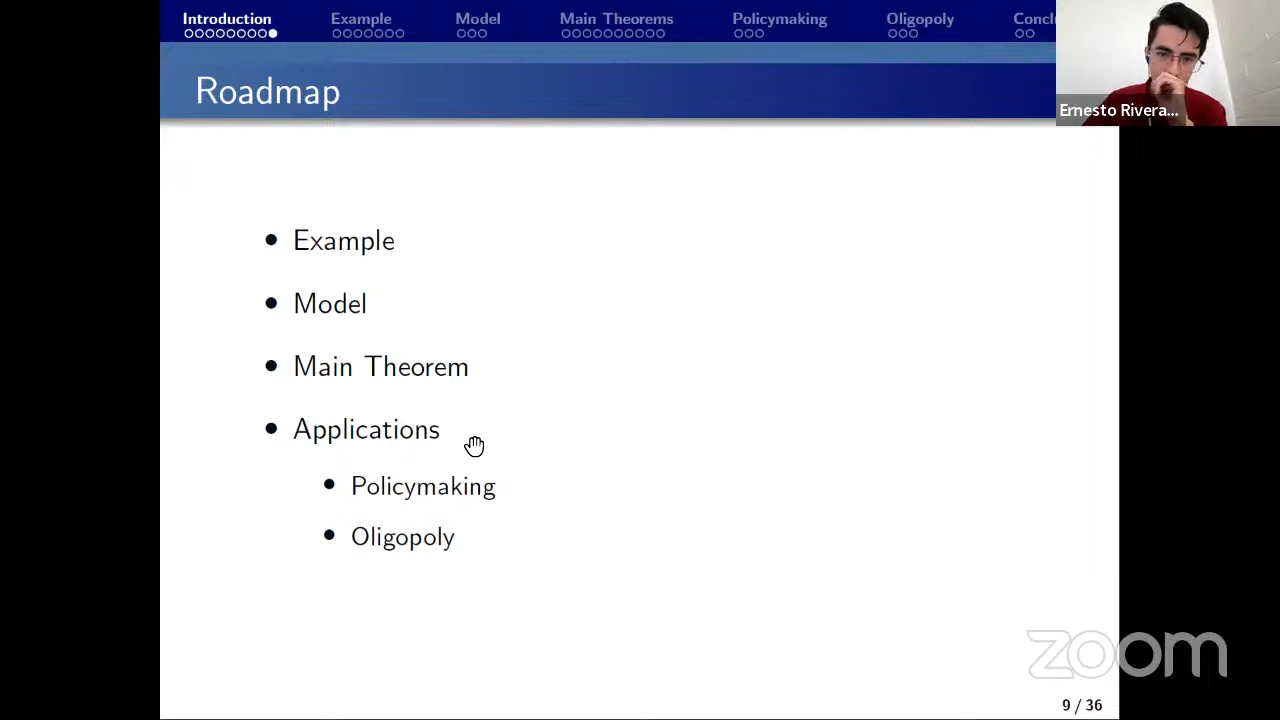 Introduction Example Model Main Theorems Policymaking Oligopoly
Roadmap
Ernesto Rivera...
• Example
• Model
• Main Theorem
• Applications
• Policymaking
• Oligopoly
zoom
9 / 36